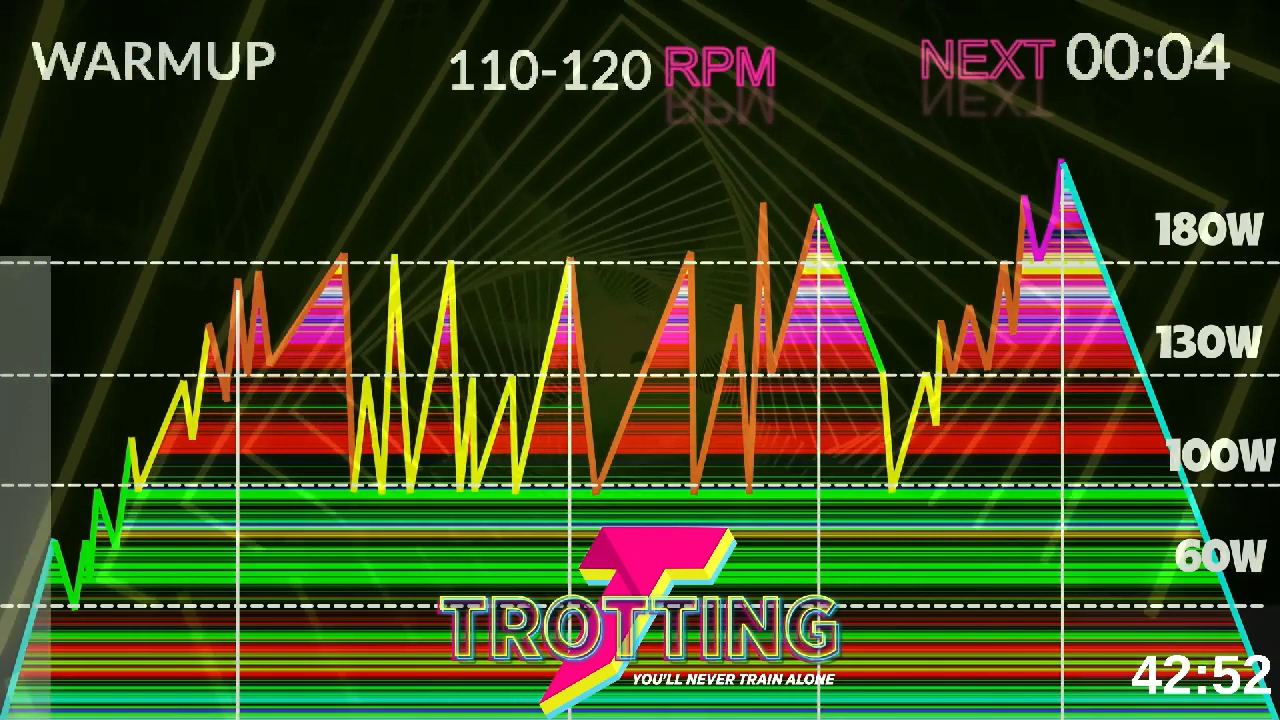 WARMUP
110-120 RPM
NEXT 00:04
180W
130W
100W
60W
TROTTING
YOU'LL NEVER TRAIN ALONE
42:52